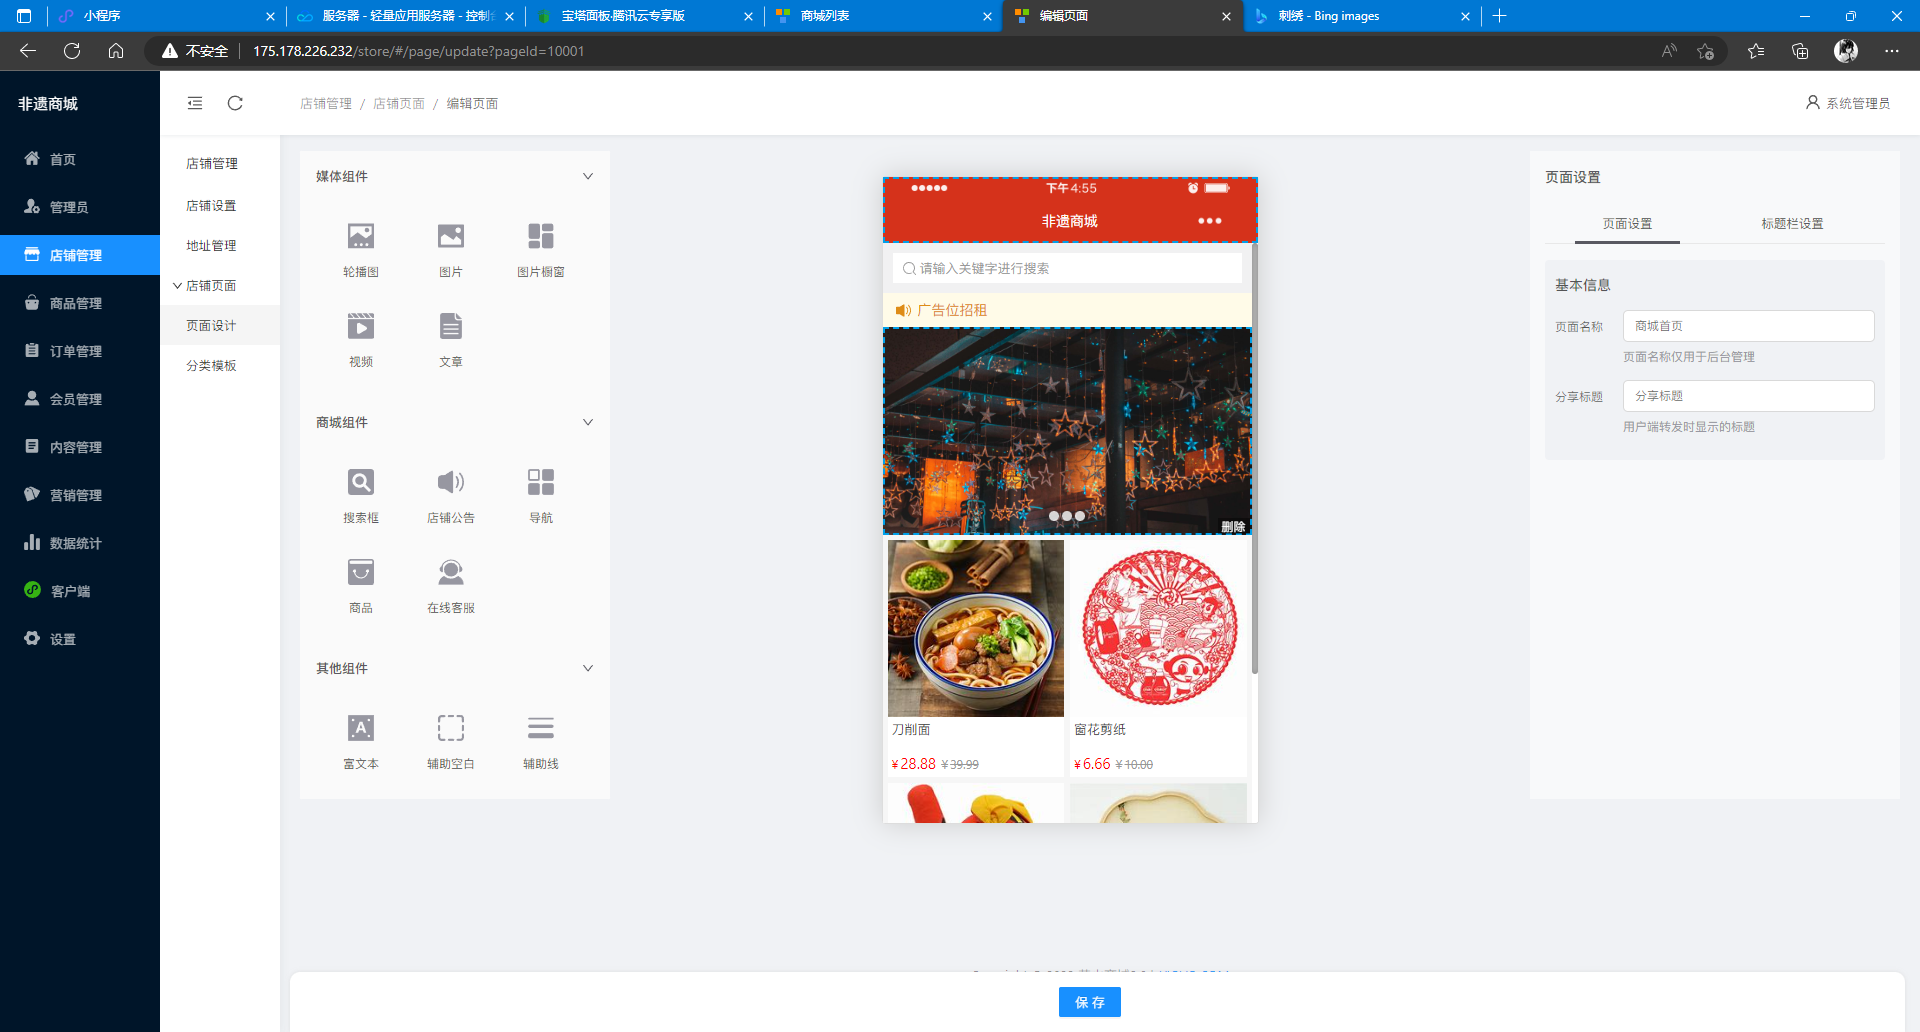 小程序
服务器 - 轻量应用服务器 - 控制
宝塔面板·腾讯云专享版
商城列表
编辑页面
刺绣 - Bing images
不安全
175.178.226.232/store/#/page/update?pageId=10001
非遗商城
店铺管理 / 店铺页面 / 编辑页面
系统管理员
首页
管理员
店铺管理
商品管理
订单管理
会员管理
内容管理
营销管理
数据统计
客户端
设置
店铺管理
店铺设置
地址管理
店铺页面
页面设计
分类模板
媒体组件
轮播图
图片
图片橱窗
视频
文章
商城组件
搜索框
店铺公告
导航
商品
在线客服
其他组件
富文本
辅助空白
辅助线
下午4:55
非遗商城
请输入关键字进行搜索
广告位招租
删除
刀削面
¥28.88 ¥39.99
窗花剪纸
¥6.66 ¥10.00
页面设置
页面设置
标题栏设置
基本信息
页面名称
商城首页
页面名称仅用于后台管理
分享标题
分享标题
用户端转发时显示的标题
保 存